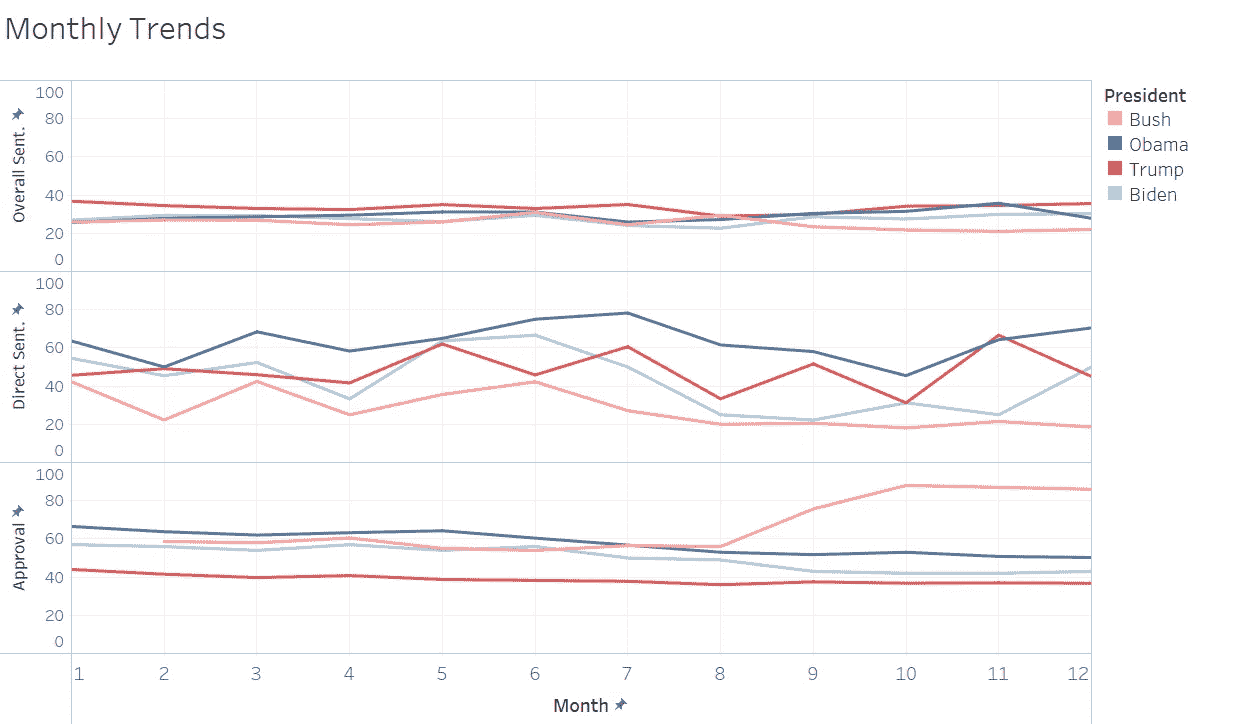 Monthly Trends
President
Bush
Obama
Trump
Biden
Overall Sent.
100
80
60
40
20
0
Direct Sent.
100
80
60
40
20
0
Approval
100
80
60
40
20
0
1 2 3 4 5 6 7 8 9 10 11 12
Month